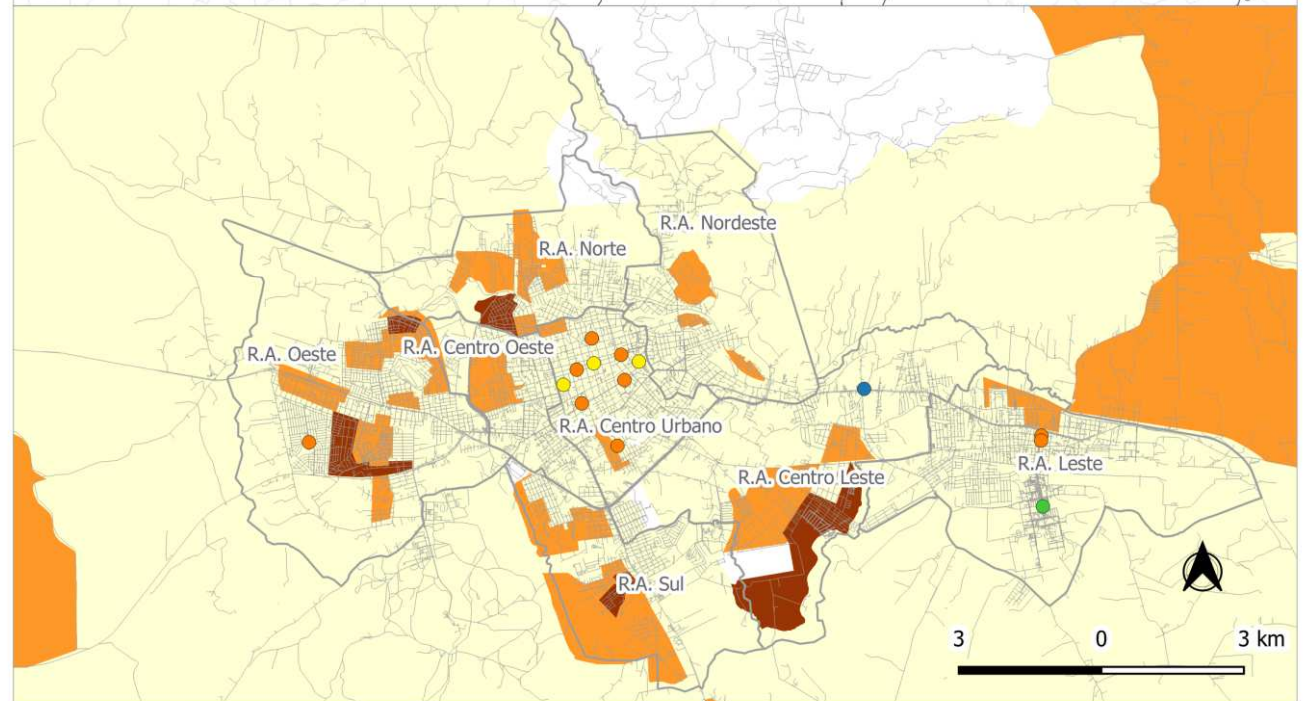 R.A. Nordeste
R.A. Norte
R.A. Oeste
R.A. Centro Oeste
R.A. Centro Urbano
R.A. Centro Leste
R.A. Leste
R.A. Sul
3 0 3 km